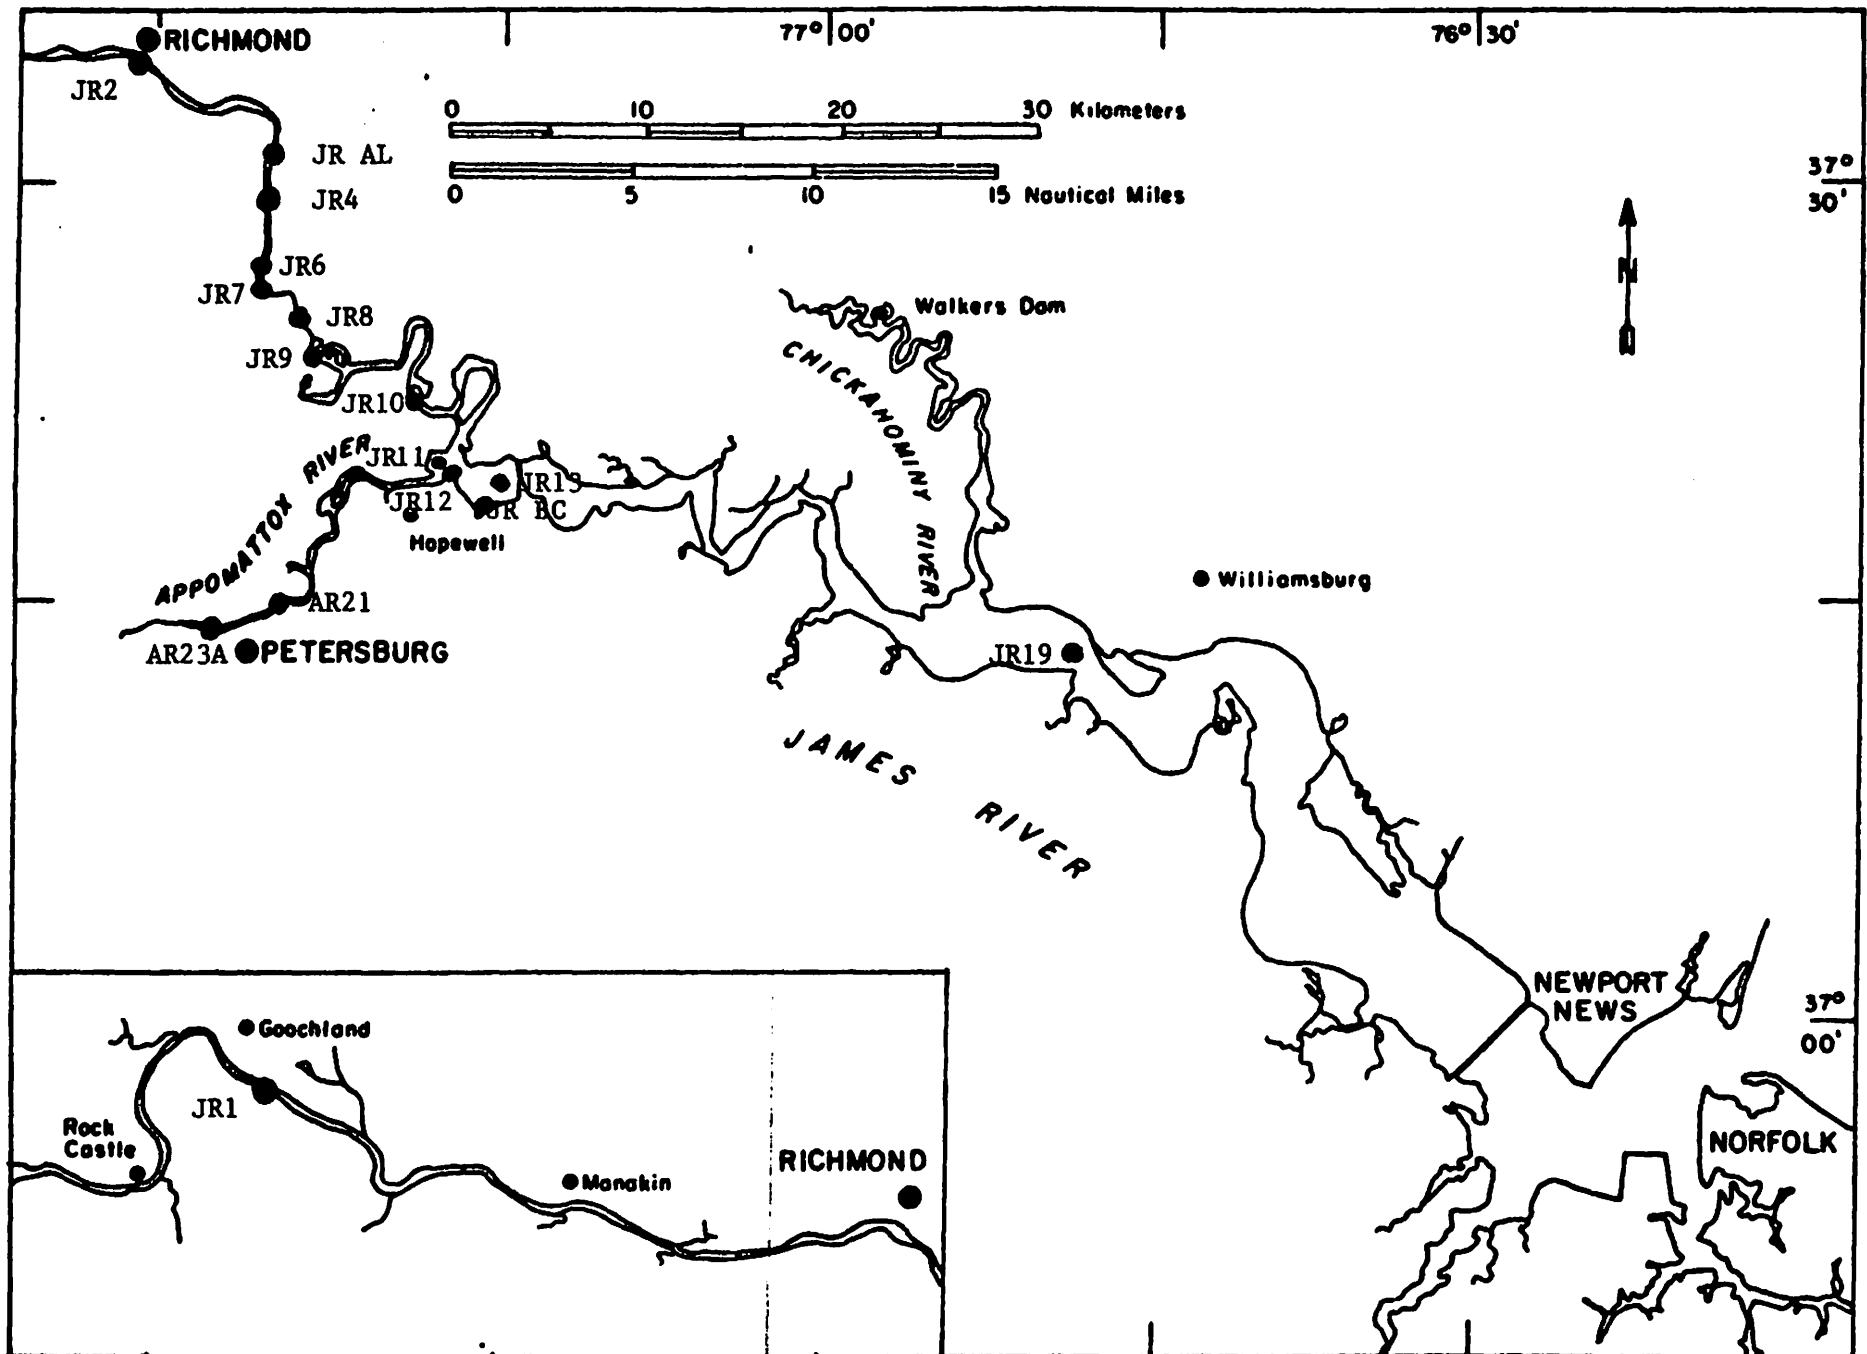 RICHMOND
77° 00'
76° 30'
JR2
0 10 20 30 Kilometers
JR AL
37°
30'
JR4
0 5 10 15 Nautical Miles
N
JR6
JR7
JR8
Walkers Dam
JR9
CHICKAHOMINY RIVER
JR10
APPOMATTOX RIVER
JR11
JR12
JR13
JR BC
Hopewell
Williamsburg
AR21
AR23A
PETERSBURG
JR19
JAMES RIVER
NEWPORT
NEWS
37°
00'
NORFOLK
Goochland
JR1
Rock
Castle
Manakin
RICHMOND